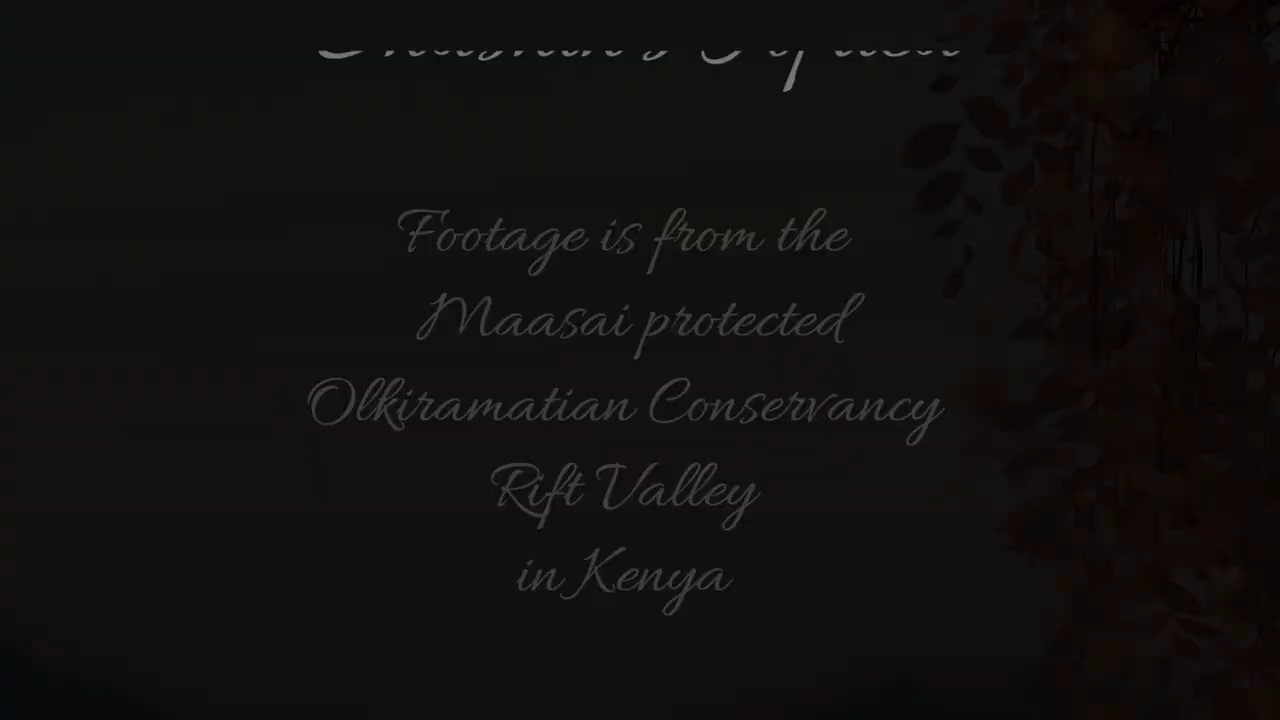 Footage is from the
Maasai protected
Olkiramatian Conservancy
Rift Valley
in Kenya